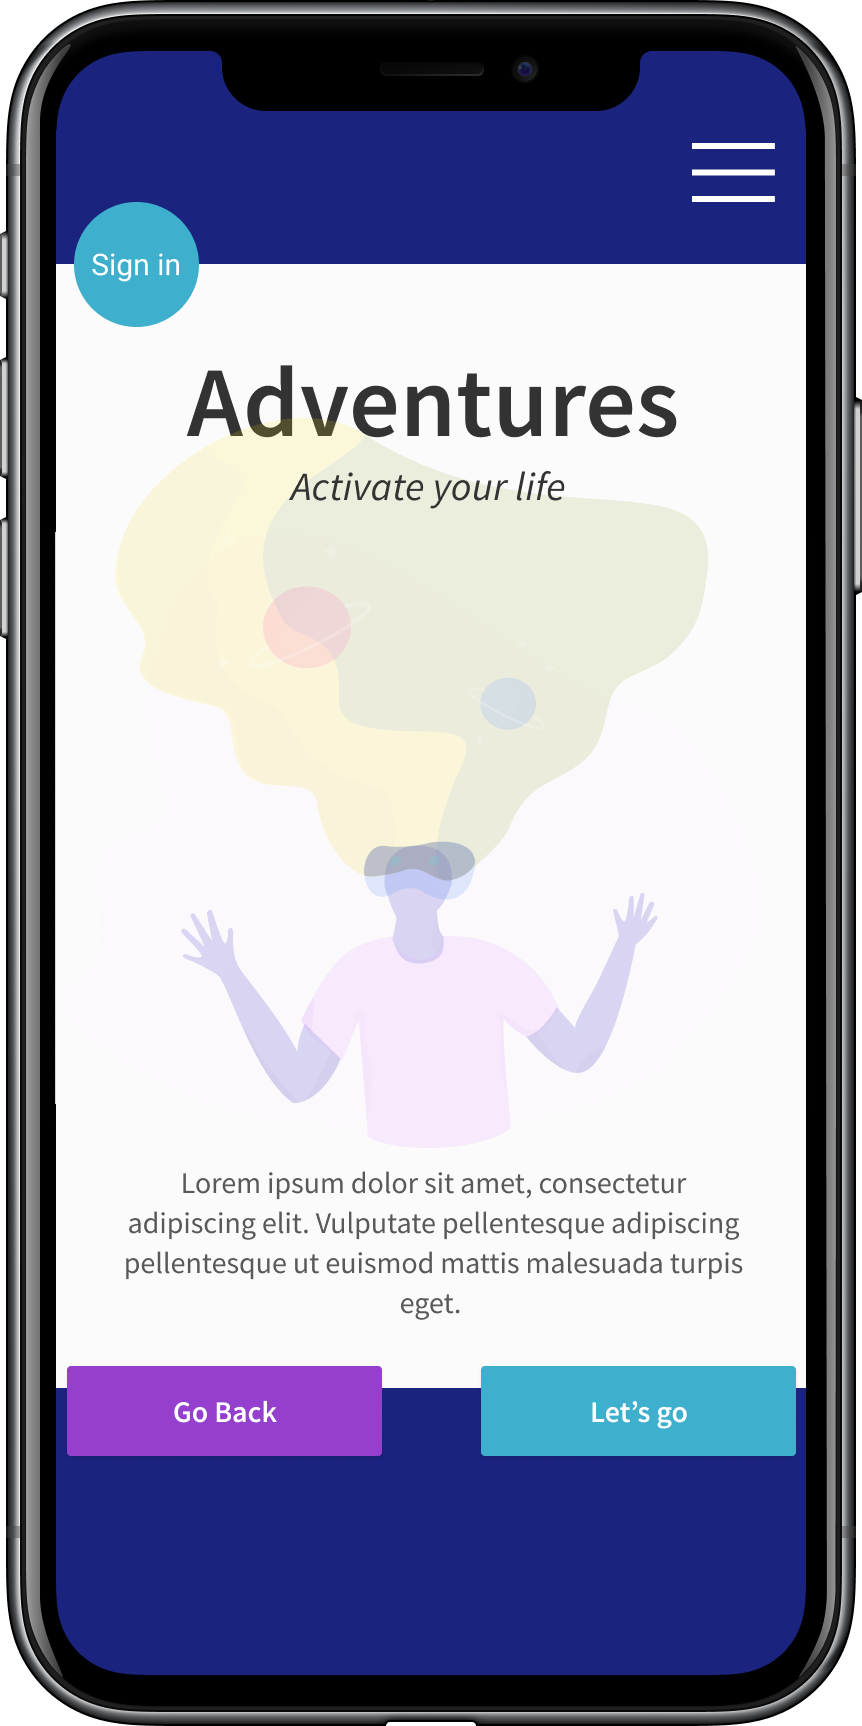 Sign in
Adventures
Activate your life
Lorem ipsum dolor sit amet, consectetur
adipiscing elit. Vulputate pellentesque adipiscing
pellentesque ut euismod mattis malesuada turpis
eget.
Go Back
Let’s go